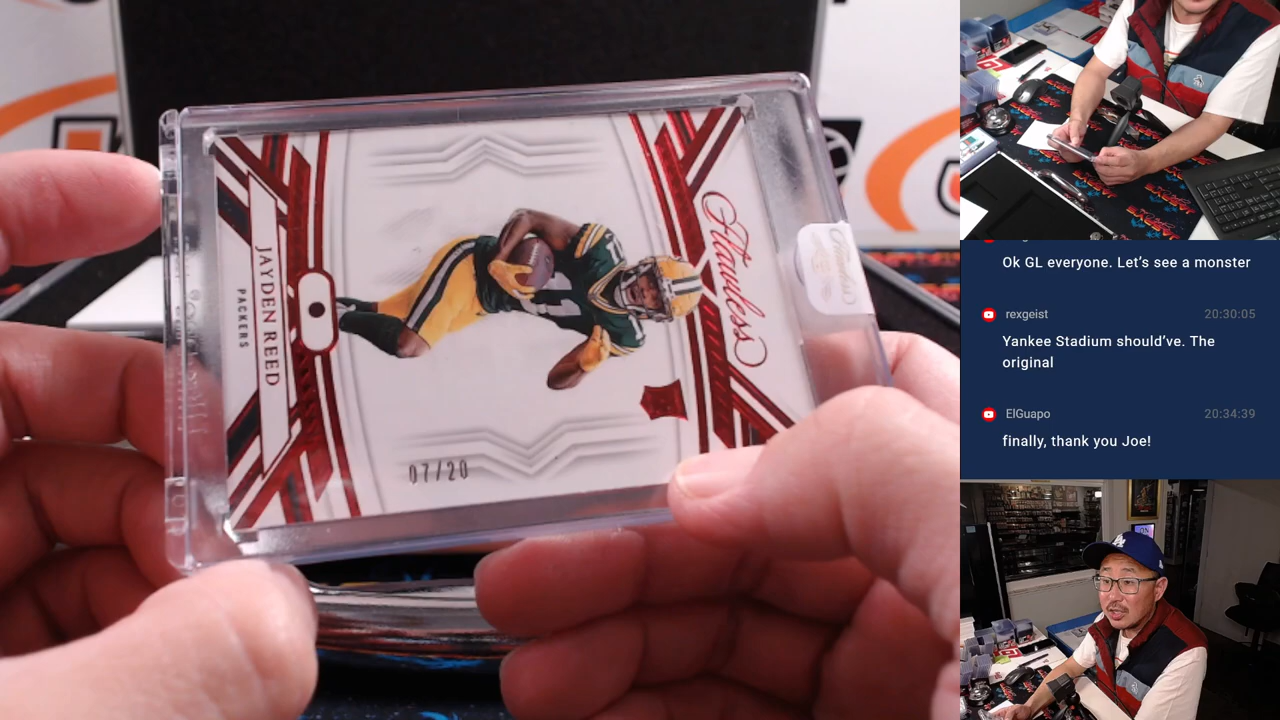 Flawless
JAYDEN REED
PACKERS
07/20
Flawless
Ok GL everyone. Let's see a monster
rexgeist
20:30:05
Yankee Stadium should've. The
original
ElGuapo
20:34:39
finally, thank you Joe!